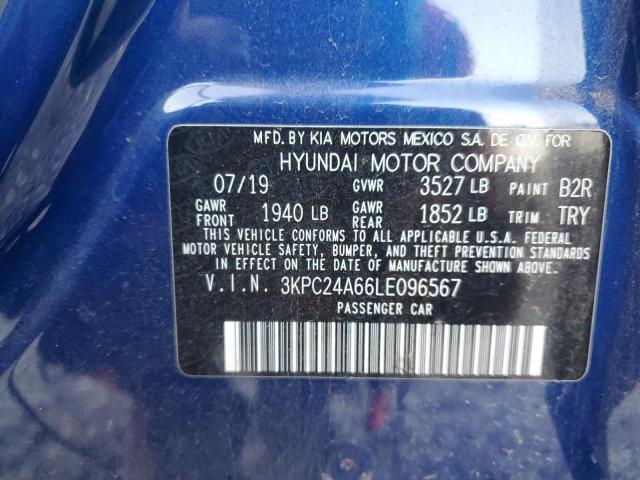 MFD. BY KIA MOTORS MEXICO S.A. DE C.V. FOR
HYUNDAI MOTOR COMPANY
07/19 GVWR 3527 LB PAINT B2R
GAWR FRONT 1940 LB GAWR REAR 1852 LB TRIM TRY
THIS VEHICLE CONFORMS TO ALL APPLICABLE U.S.A. FEDERAL
MOTOR VEHICLE SAFETY, BUMPER, AND THEFT PREVENTION STANDARDS
IN EFFECT ON THE DATE OF MANUFACTURE SHOWN ABOVE.
V.I.N. 3KPC24A66LE096567
PASSENGER CAR